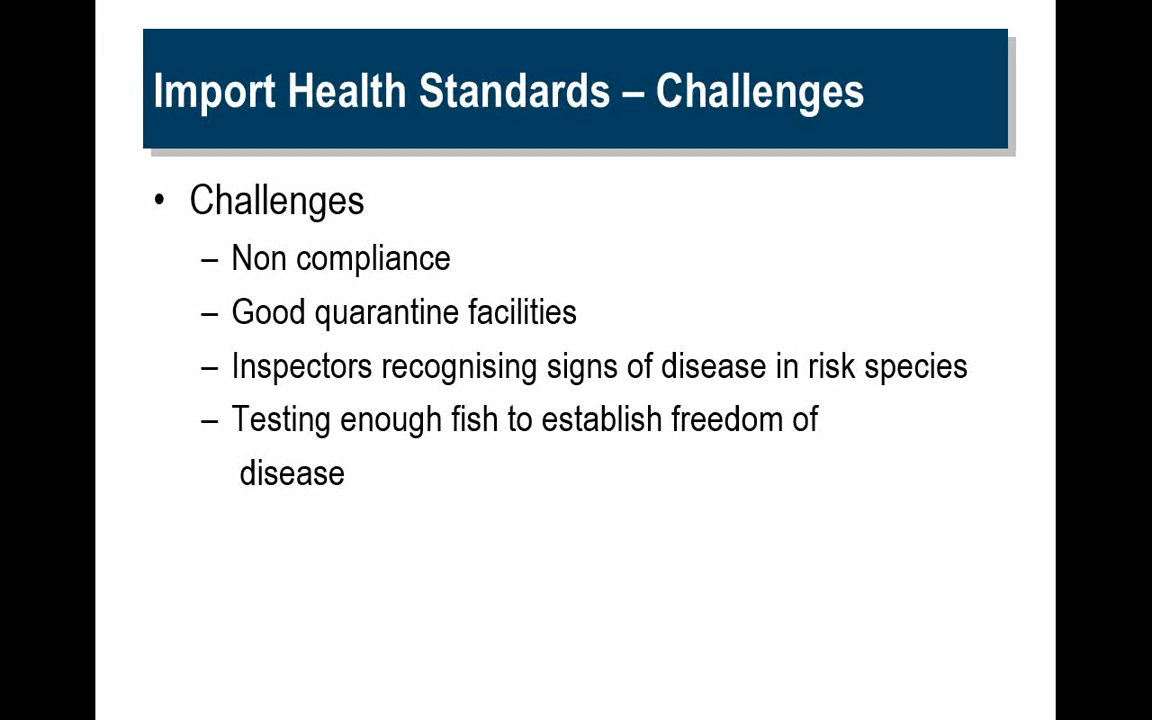 Import Health Standards – Challenges
• Challenges
– Non compliance
– Good quarantine facilities
– Inspectors recognising signs of disease in risk species
– Testing enough fish to establish freedom of
disease